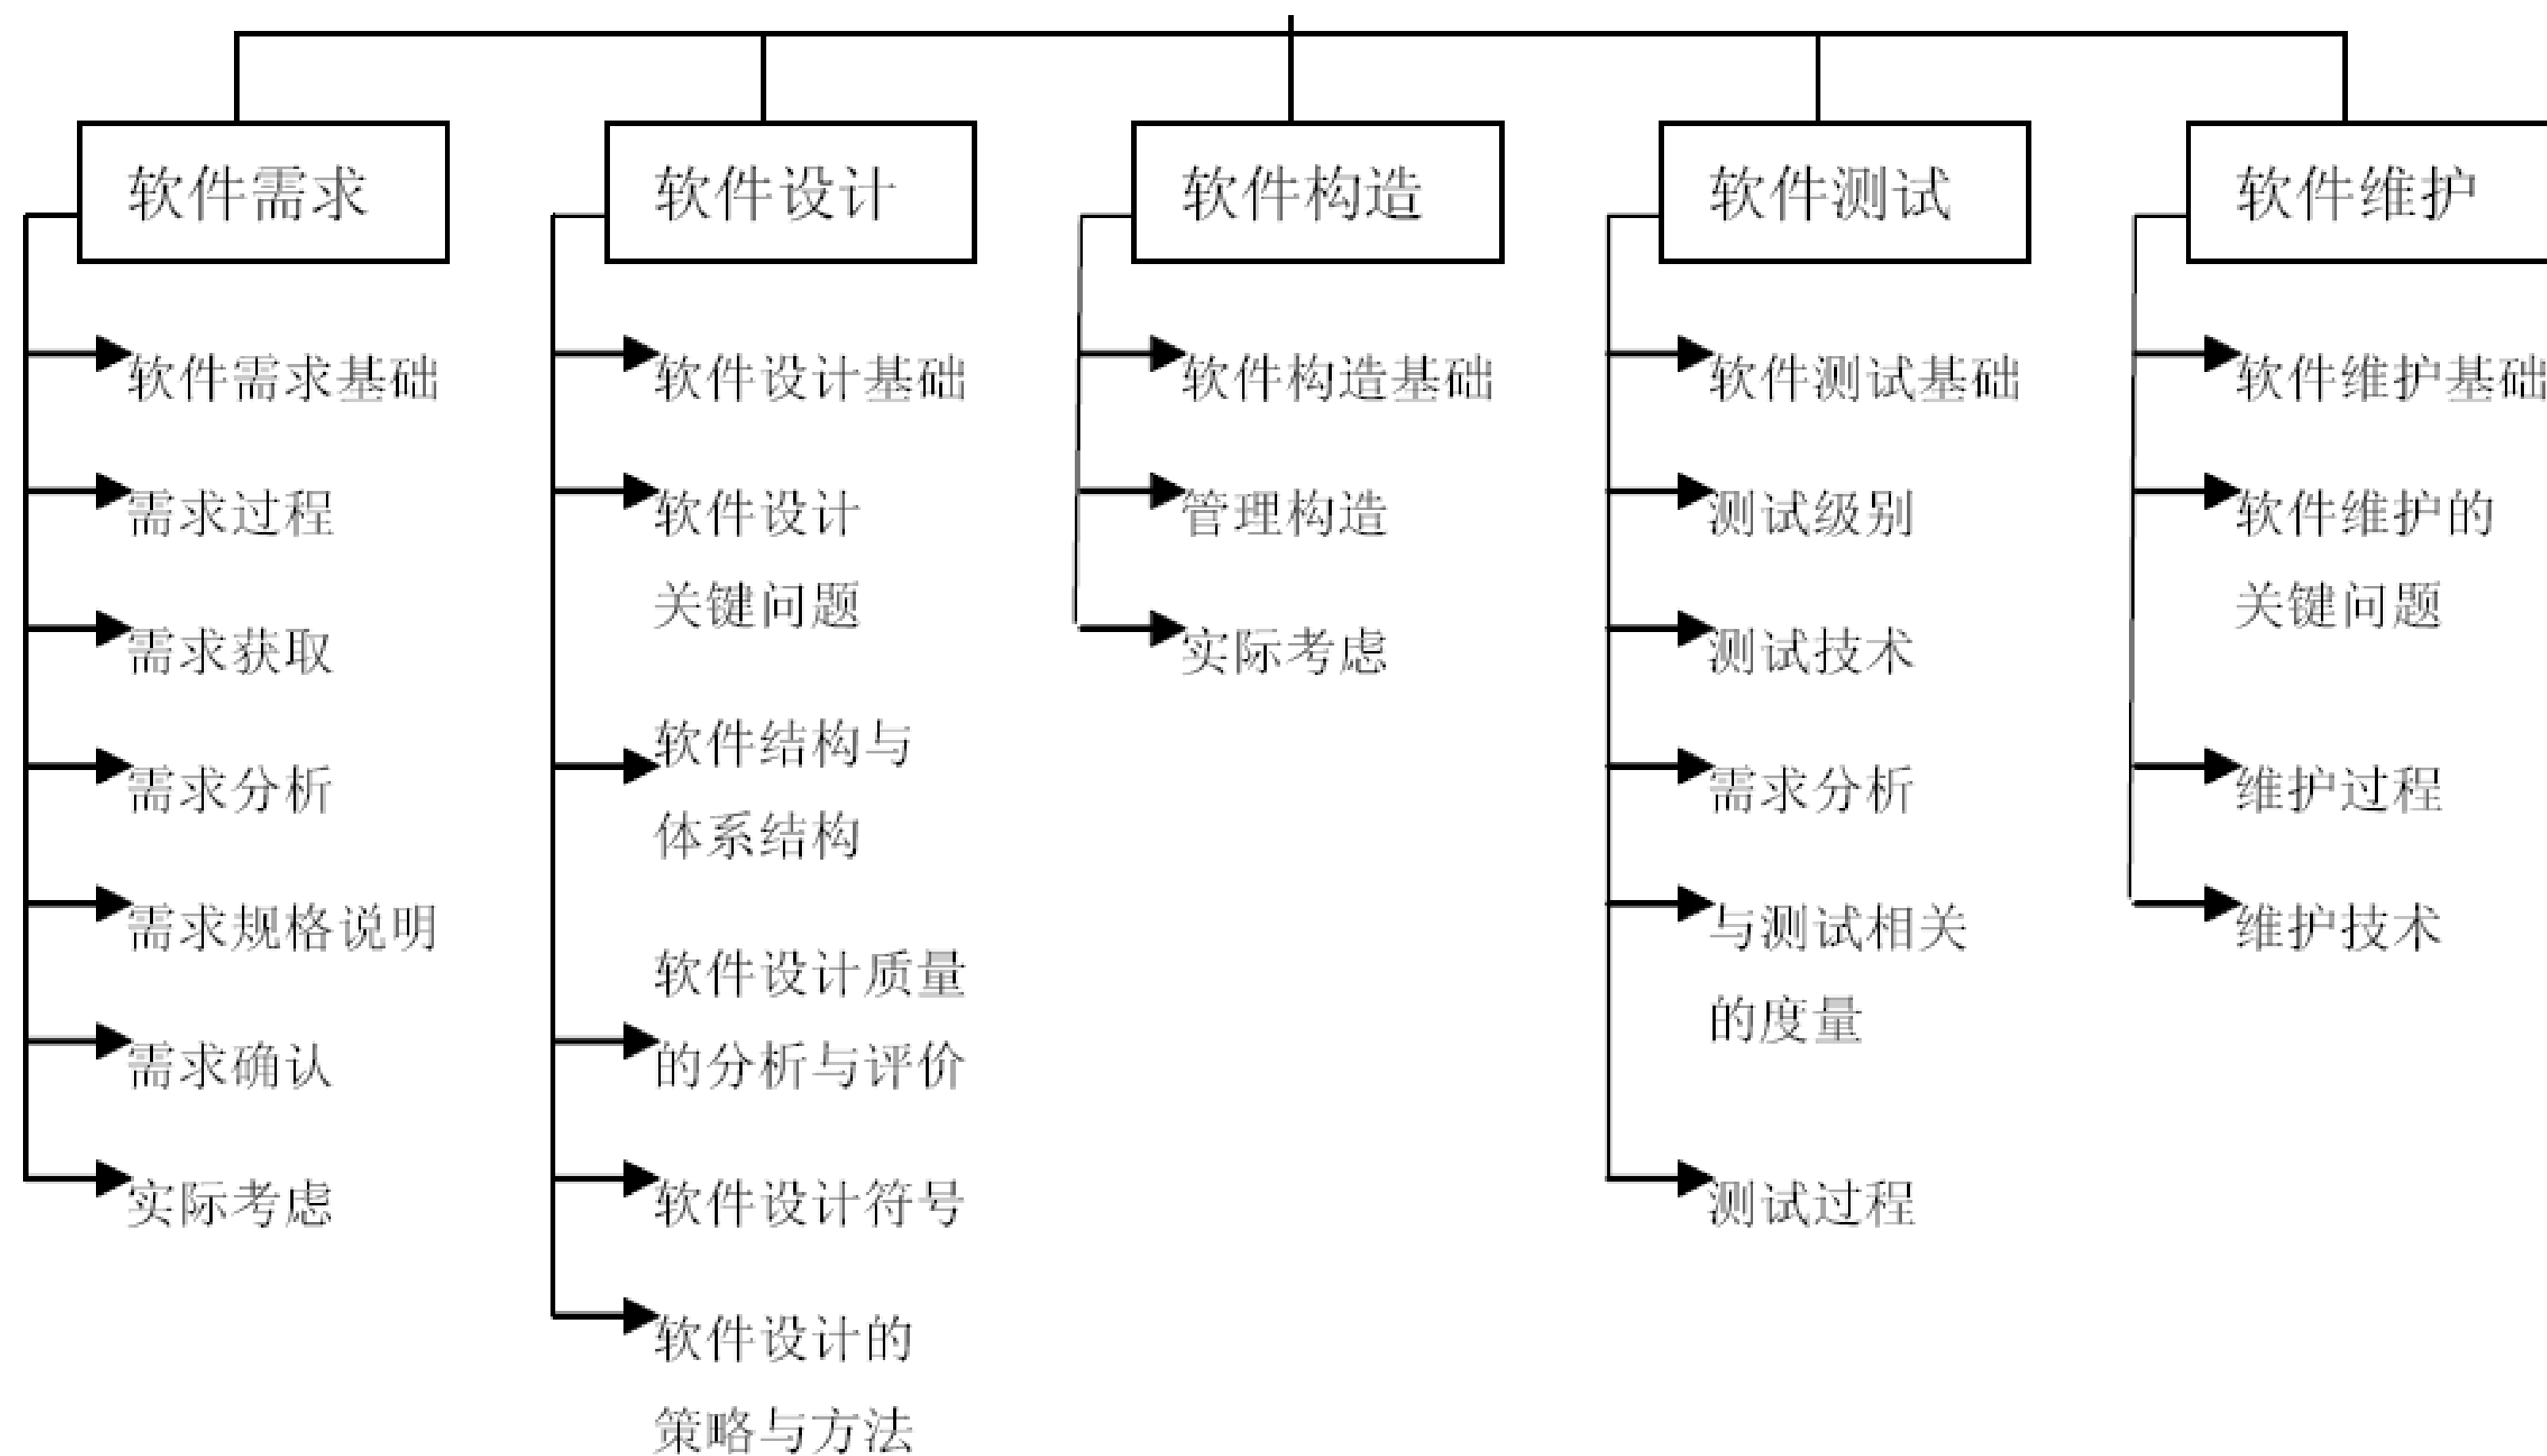 软件需求
软件需求基础
需求过程
需求获取
需求分析
需求规格说明
需求确认
实际考虑
软件设计
软件设计基础
软件设计
关键问题
软件结构与
体系结构
软件设计质量
的分析与评价
软件设计符号
软件设计的
策略与方法
软件构造
软件构造基础
管理构造
实际考虑
软件测试
软件测试基础
测试级别
测试技术
需求分析
与测试相关
的度量
测试过程
软件维护
软件维护基础
软件维护的
关键问题
维护过程
维护技术